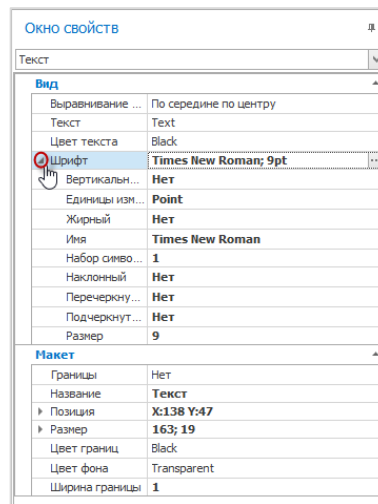 Окно свойств
Текст
Вид
Выравнивание ... По середине по центру
Текст Text
Цвет текста Black
Шрифт Times New Roman; 9pt
Вертикальн... Нет
Единицы изм... Point
Жирный Нет
Имя Times New Roman
Набор симво... 1
Наклонный Нет
Перечеркну... Нет
Подчеркнут... Нет
Размер 9
Макет
Границы Нет
Название Текст
Позиция X:138 Y:47
Размер 163; 19
Цвет границ Black
Цвет фона Transparent
Ширина границы 1